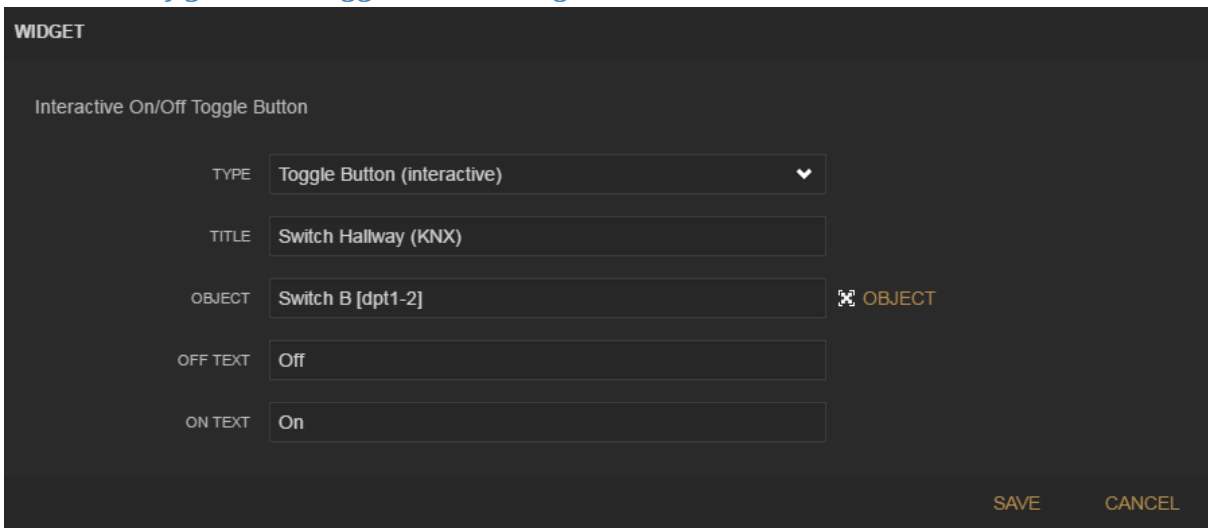 WIDGET
Interactive On/Off Toggle Button
TYPE Toggle Button (interactive)
TITLE Switch Hallway (KNX)
OBJECT Switch B [dpt1-2] OBJECT
OFF TEXT Off
ON TEXT On
SAVE CANCEL